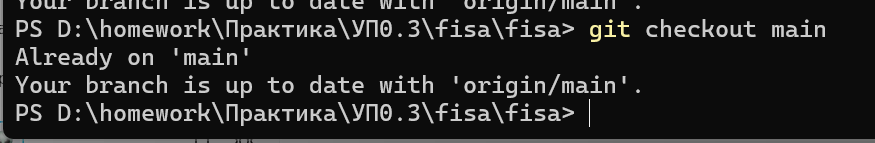 Your branch is up to date with 'origin/main'.
PS D:\homework\Практика\УП0.3\fisa\fisa> git checkout main
Already on 'main'
Your branch is up to date with 'origin/main'.
PS D:\homework\Практика\УП0.3\fisa\fisa>